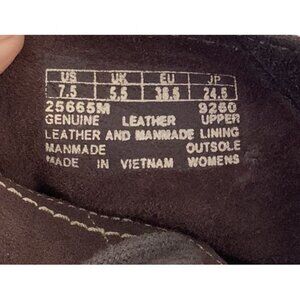 US UK EU JP
7.5 5.5 38.5 24.5
25665M 9260
GENUINE LEATHER UPPER
LEATHER AND MANMADE LINING
MANMADE OUTSOLE
MADE IN VIETNAM WOMENS